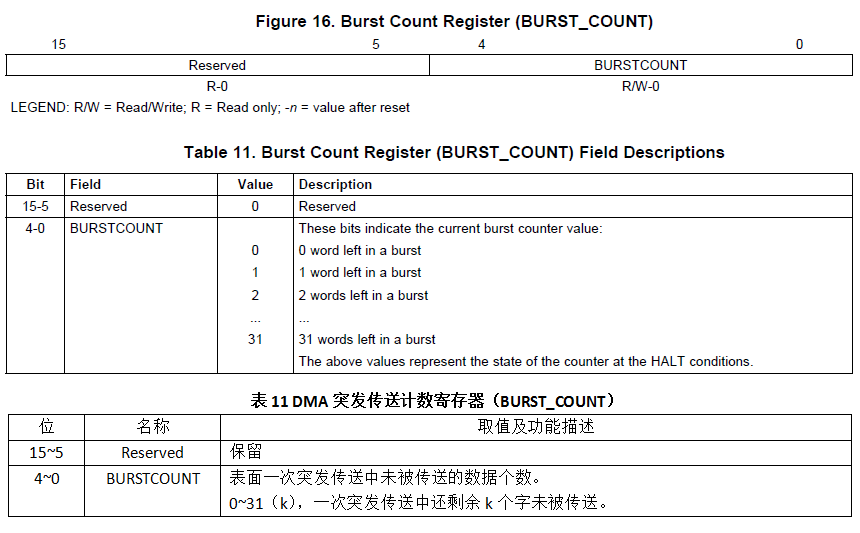 Figure 16. Burst Count Register (BURST_COUNT)
15 5 4 0
Reserved BURSTCOUNT
R-0 R/W-0
LEGEND: R/W = Read/Write; R = Read only; -n = value after reset
Table 11. Burst Count Register (BURST_COUNT) Field Descriptions
Bit Field Value Description
15-5 Reserved 0 Reserved
4-0 BURSTCOUNT These bits indicate the current burst counter value:
0 0 word left in a burst
1 1 word left in a burst
2 2 words left in a burst
... ...
31 31 words left in a burst
The above values represent the state of the counter at the HALT conditions.
表 11 DMA 突发传送计数寄存器（BURST_COUNT）
位 名称 取值及功能描述
15~5 Reserved 保留
4~0 BURSTCOUNT 表面一次突发传送中未被传送的数据个数。
0~31（k），一次突发传送中还剩余 k 个字未被传送。